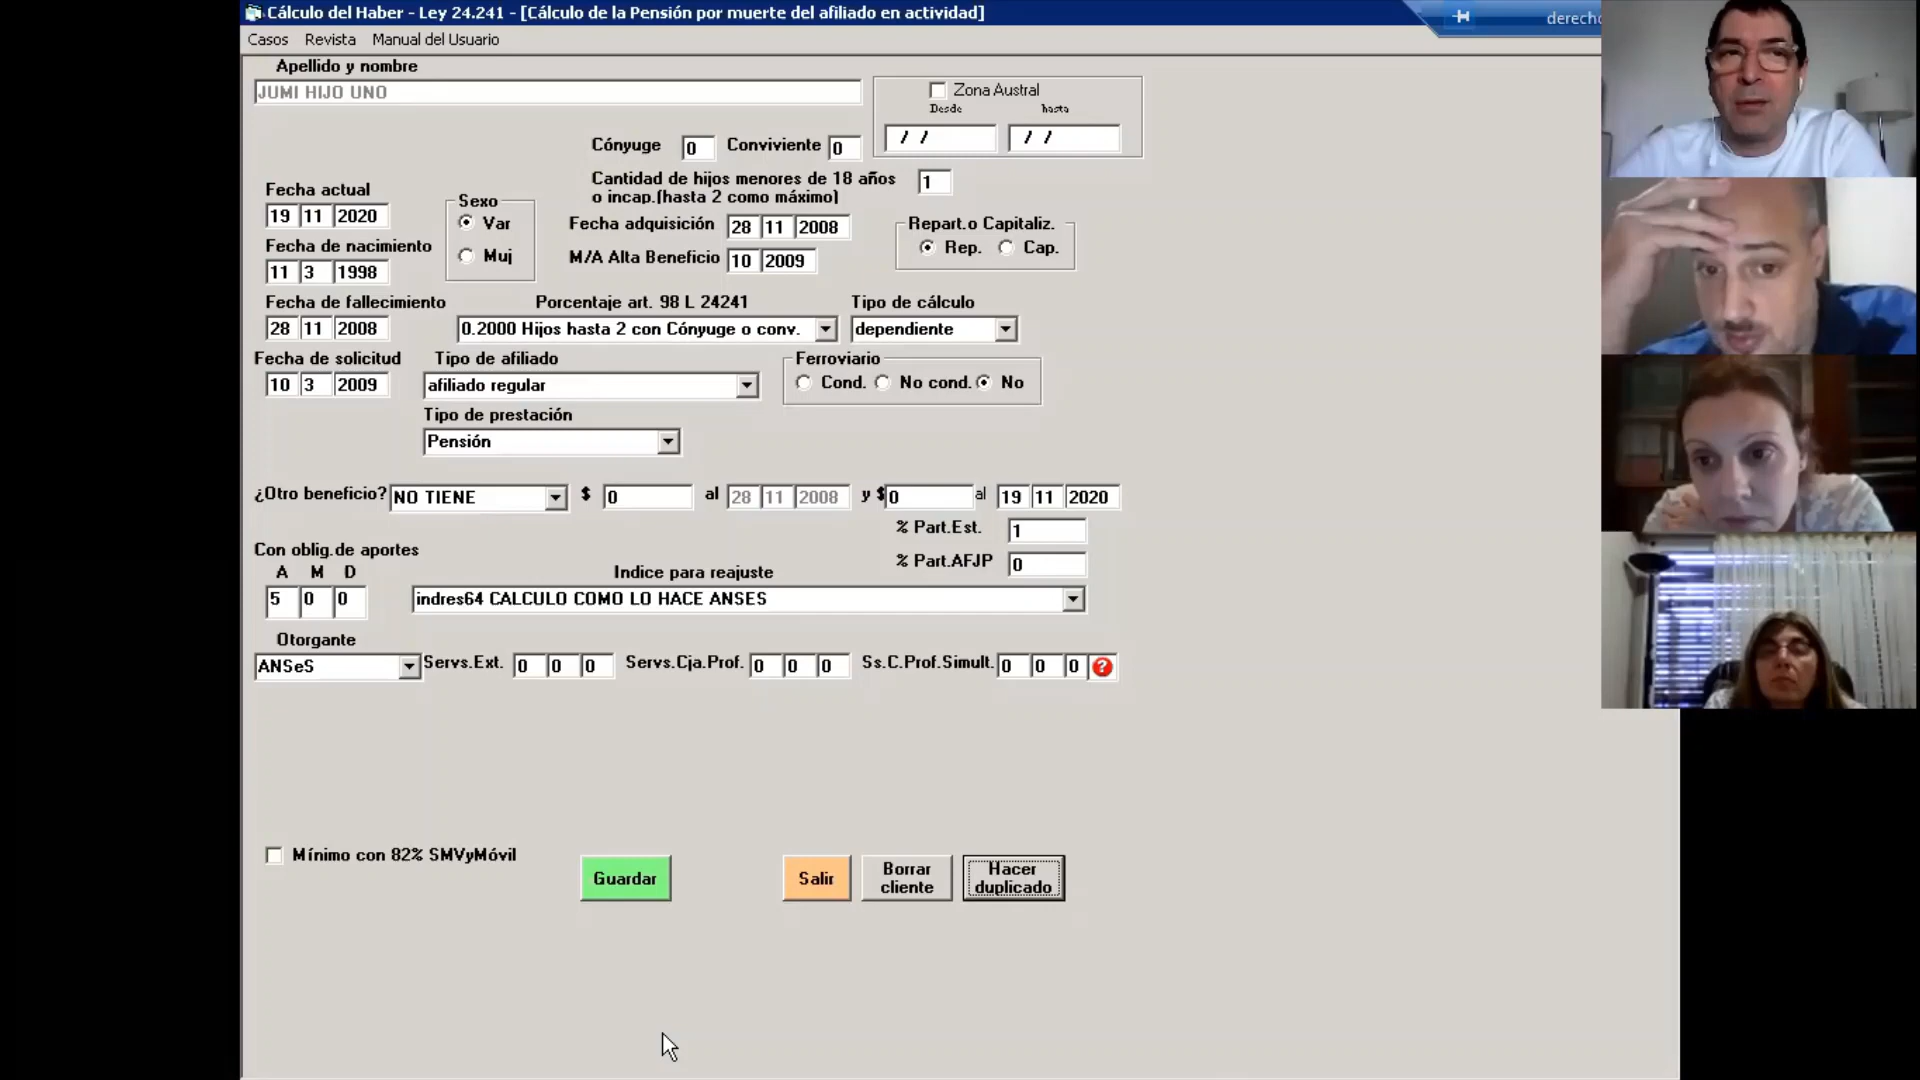 Cálculo del Haber - Ley 24.241 - [Cálculo de la Pensión por muerte del afiliado en actividad]
derecho
Casos Revista Manual del Usuario
Apellido y nombre
JUMI HIJO UNO
Zona Austral
Desde hasta
/ / / /
Cónyuge 0 Conviviente 0
Cantidad de hijos menores de 18 años
o incap.(hasta 2 como máximo) 1
Fecha actual
19 11 2020
Sexo
Var
Muj
Fecha adquisición 28 11 2008
Repart.o Capitaliz.
Rep. Cap.
Fecha de nacimiento
11 3 1998
M/A Alta Beneficio 10 2009
Fecha de fallecimiento
28 11 2008
Porcentaje art. 98 L 24241
0.2000 Hijos hasta 2 con Cónyuge o conv.
Tipo de cálculo
dependiente
Fecha de solicitud
10 3 2009
Tipo de afiliado
afiliado regular
Ferroviario
Cond. No cond. No
Tipo de prestación
Pensión
¿Otro beneficio? NO TIENE $ 0 al 28 11 2008 y $ 0 al 19 11 2020
% Part.Est. 1
% Part.AFJP 0
Con oblig.de aportes
A M D
5 0 0
Indice para reajuste
indres64 CALCULO COMO LO HACE ANSES
Otorgante
ANSeS
Servs.Ext. 0 0 0 Servs.Cja.Prof. 0 0 0 Ss.C.Prof.Simult. 0 0 0 ?
Mínimo con 82% SMVyMóvil
Guardar
Salir
Borrar
cliente
Hacer
duplicado